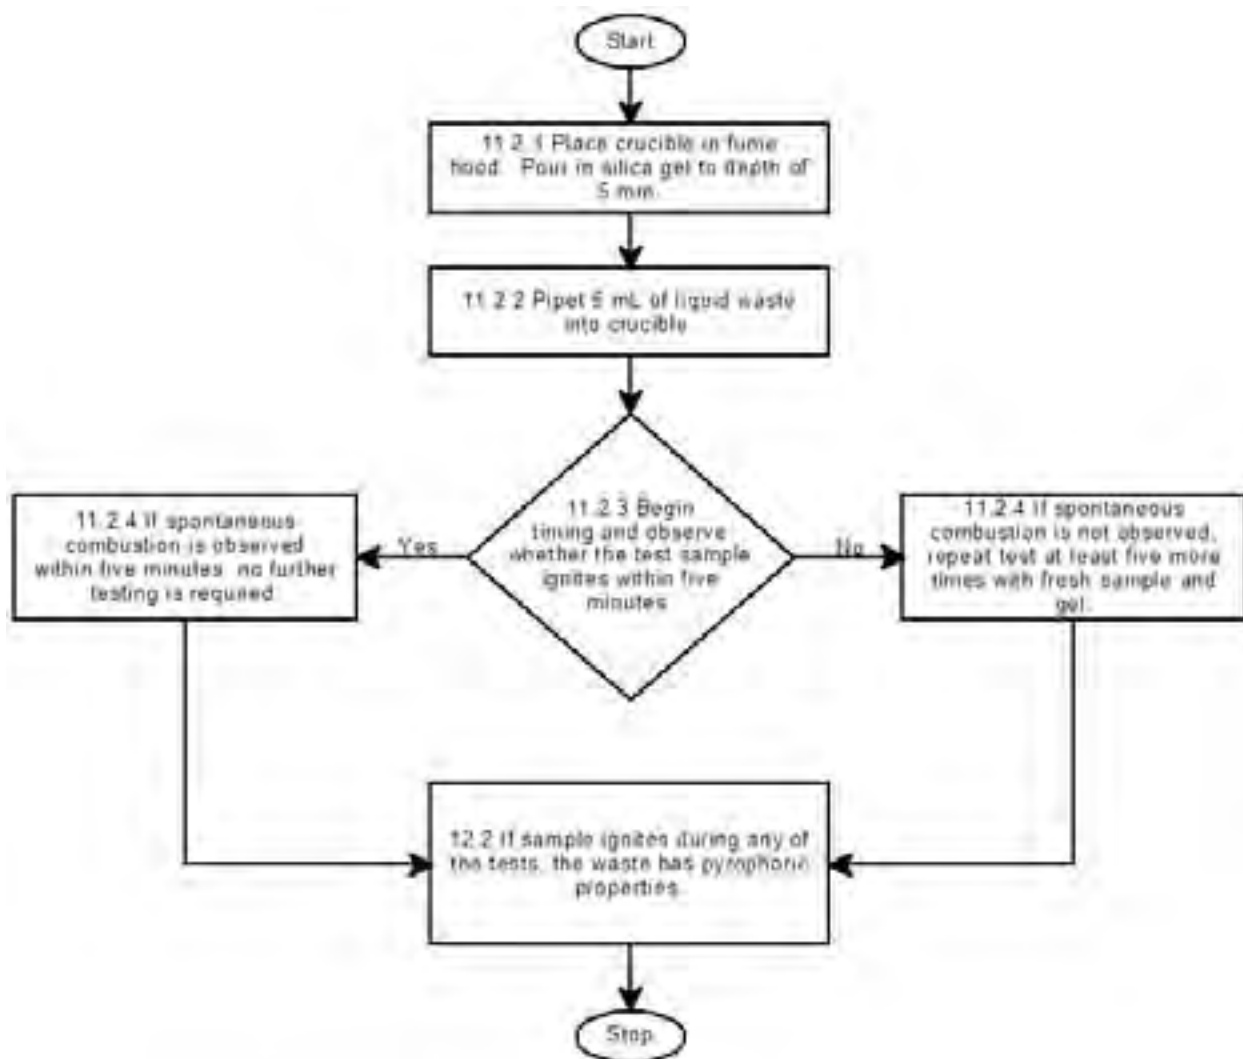 Start
11.2.1 Place crucible in fume
hood. Pour in silica gel to depth of
5 mm.
11.2.2 Pipet 5 mL of liquid waste
into crucible
11.2.3 Begin
timing and observe
whether the test sample
ignites within five
minutes
Yes
No
11.2.4 If spontaneous
combustion is observed
within five minutes, no further
testing is required
11.2.4 If spontaneous
combustion is not observed,
repeat test at least five more
times with fresh sample and
gel.
12.2 If sample ignites during any of
the tests, the waste has pyrophoric
properties.
Stop